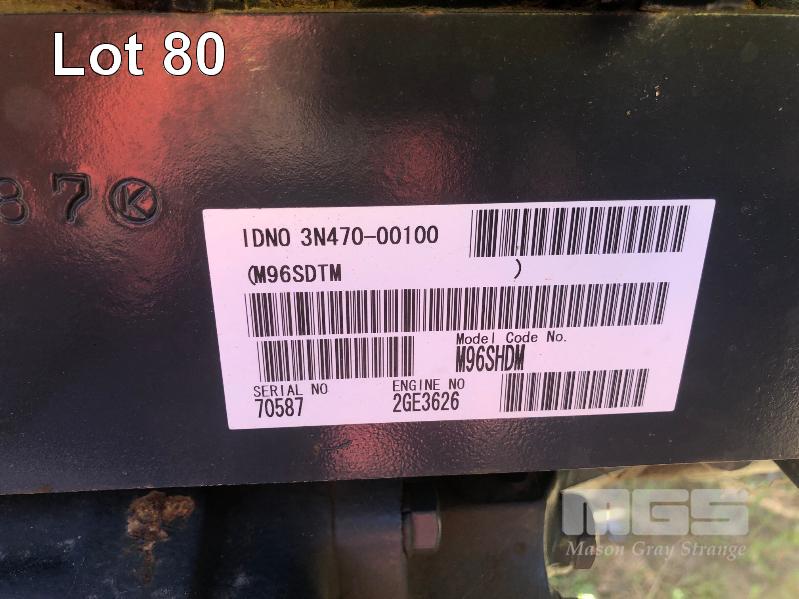 Lot 80
87 K
IDNO 3N470-00100
(M96SDTM )
Model Code No.
M96SHDM
SERIAL NO
70587
ENGINE NO
2GE3626
MGS
Mason Gray Strange